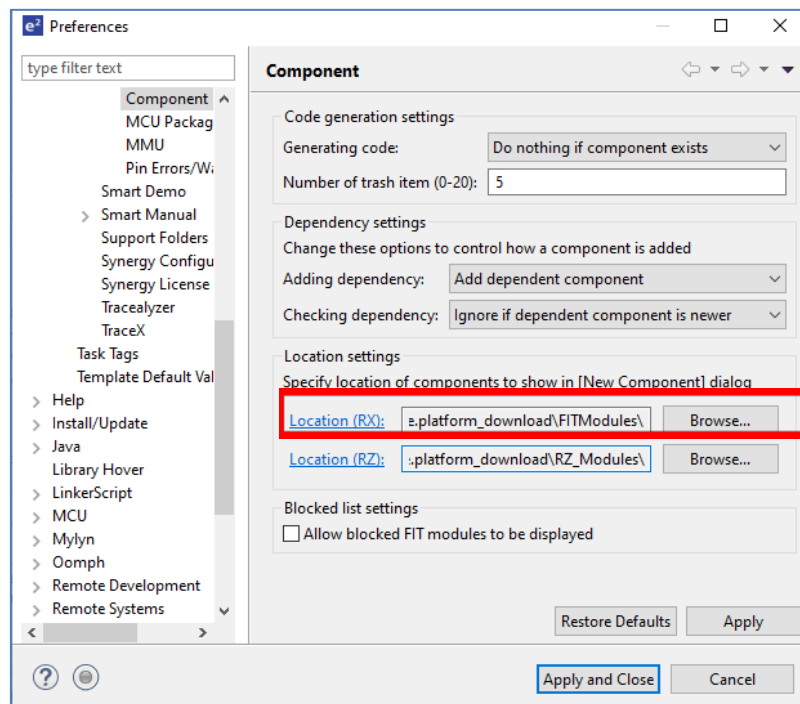 e² Preferences
type filter text
Component
MCU Packag
MMU
Pin Errors/Wa
Smart Demo
Smart Manual
Support Folders
Synergy Configu
Synergy License
Tracealyzer
TraceX
Task Tags
Template Default Val
Help
Install/Update
Java
Library Hover
LinkerScript
MCU
Mylyn
Oomph
Remote Development
Remote Systems
Component
Code generation settings
Generating code: Do nothing if component exists
Number of trash item (0-20): 5
Dependency settings
Change these options to control how a component is added
Adding dependency: Add dependent component
Checking dependency: Ignore if dependent component is newer
Location settings
Specify location of components to show in [New Component] dialog
Location (RX): e.platform_download\FITModules\ Browse...
Location (RZ): :.platform_download\RZ_Modules\ Browse...
Blocked list settings
Allow blocked FIT modules to be displayed
Restore Defaults Apply
? Apply and Close Cancel